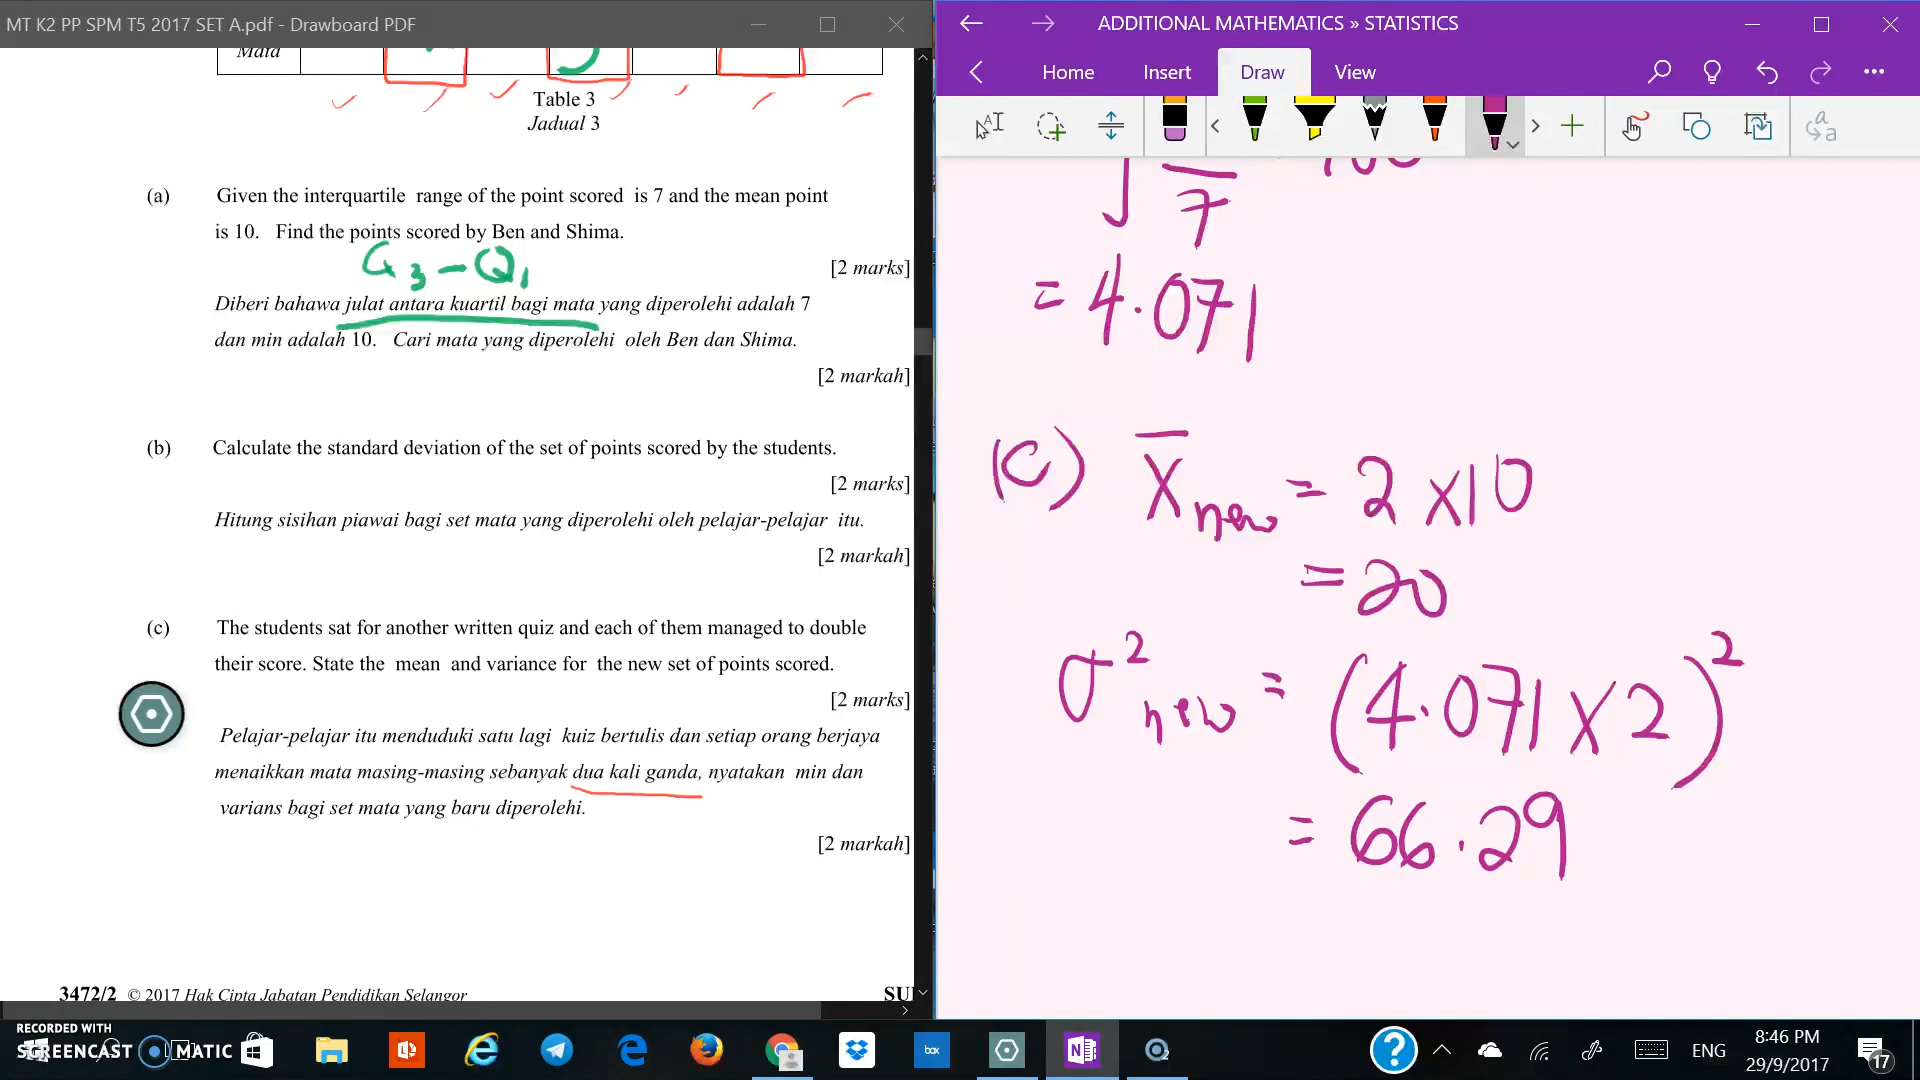 MT K2 PP SPM T5 2017 SET A.pdf - Drawboard PDF
Mata
Table 3
Jadual 3
(a) Given the interquartile range of the point scored is 7 and the mean point
is 10. Find the points scored by Ben and Shima.
Q3 - Q1
[2 marks]
Diberi bahawa julat antara kuartil bagi mata yang diperolehi adalah 7
dan min adalah 10. Cari mata yang diperolehi oleh Ben dan Shima.
[2 markah]
(b) Calculate the standard deviation of the set of points scored by the students.
[2 marks]
Hitung sisihan piawai bagi set mata yang diperolehi oleh pelajar-pelajar itu.
[2 markah]
(c) The students sat for another written quiz and each of them managed to double
their score. State the mean and variance for the new set of points scored.
[2 marks]
Pelajar-pelajar itu menduduki satu lagi kuiz bertulis dan setiap orang berjaya
menaikkan mata masing-masing sebanyak dua kali ganda, nyatakan min dan
varians bagi set mata yang baru diperolehi.
[2 markah]
3472/2 © 2017 Hak Cipta Jabatan Pendidikan Selangor
SU
ADDITIONAL MATHEMATICS » STATISTICS
Home Insert Draw View
7
= 4.071
(c) x̄ new = 2 × 10
= 20
σ² new = (4.071 × 2)²
= 66.29
RECORDED WITH
SCREENCAST MATIC
box
N
ENG
8:46 PM
29/9/2017
17